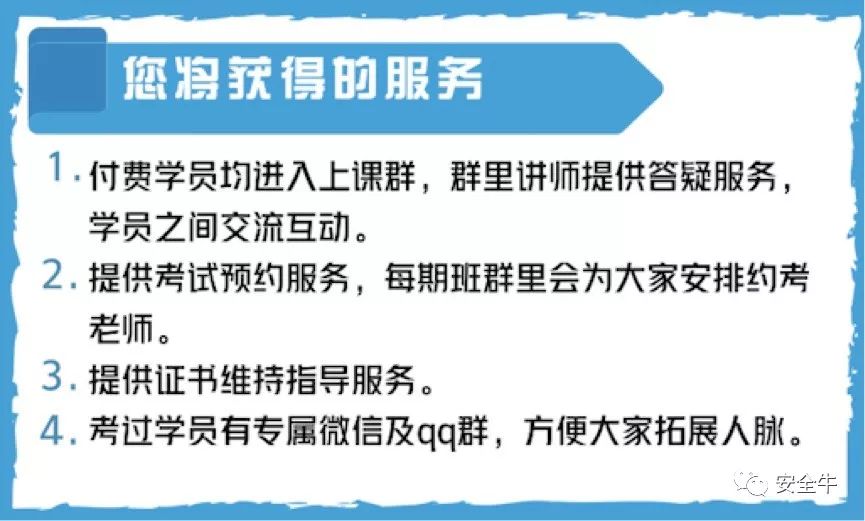 您将获得的服务
1. 付费学员均进入上课群，群里讲师提供答疑服务，
学员之间交流互动。
2. 提供考试预约服务，每期班群里会为大家安排约考
老师。
3. 提供证书维持指导服务。
4. 考过学员有专属微信及qq群，方便大家拓展人脉。
安全牛